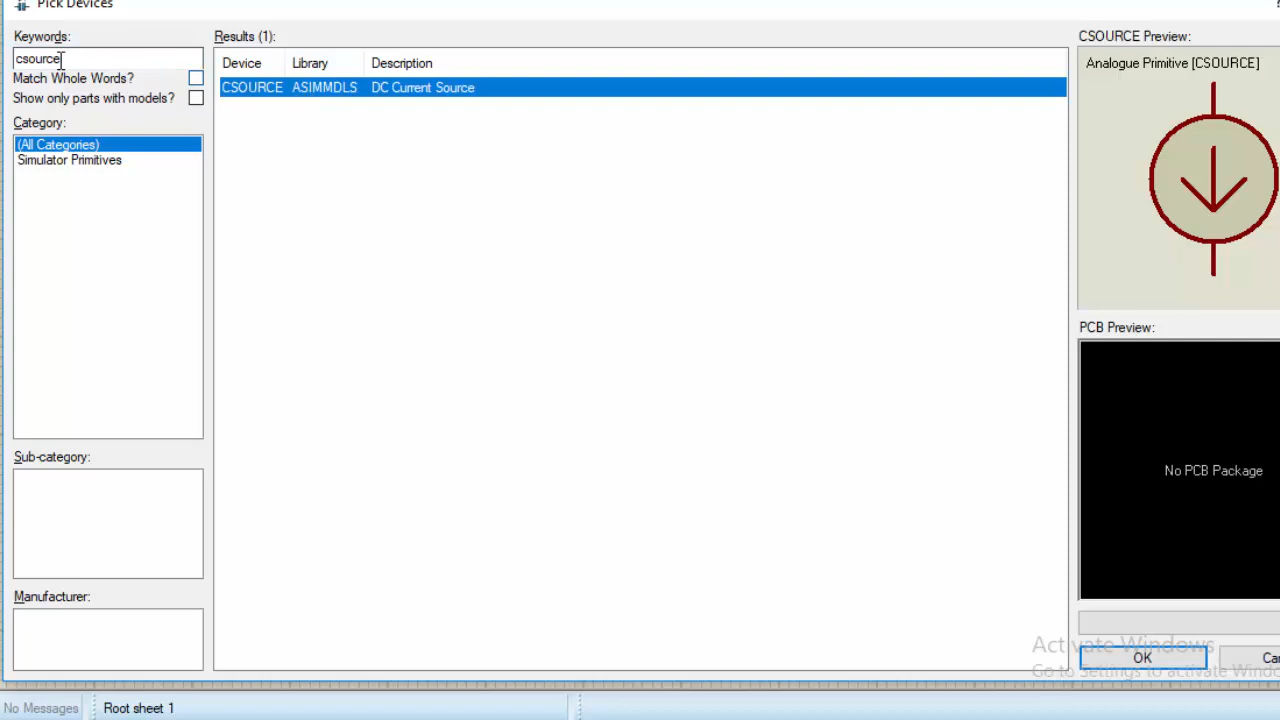 Pick Devices
Keywords:
csource
Match Whole Words?
Show only parts with models?
Category:
(All Categories)
Simulator Primitives
Sub-category:
Manufacturer:
Results (1):
Device Library Description
CSOURCE ASIMMDLS DC Current Source
CSOURCE Preview:
Analogue Primitive [CSOURCE]
PCB Preview:
No PCB Package
Activate Windows
Go to Settings to activate Windo
OK
Ca
No Messages
Root sheet 1